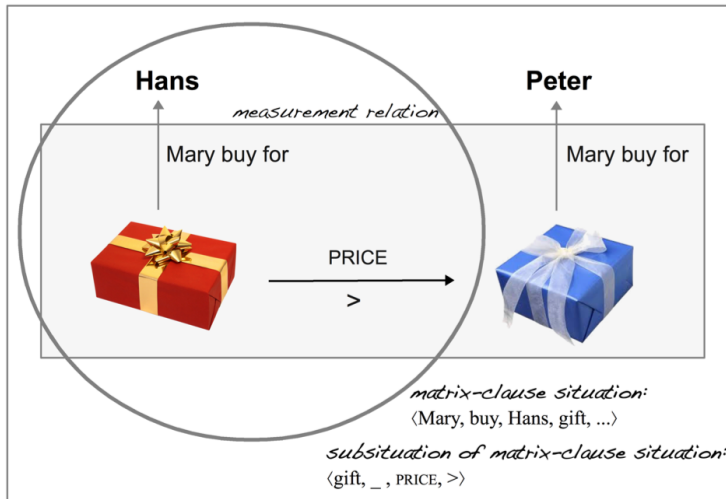 Hans Peter
measurement relation
Mary buy for Mary buy for
PRICE
>
matrix-clause situation:
⟨Mary, buy, Hans, gift, ...⟩
subsituation of matrix-clause situation:
⟨gift, _ , PRICE, >⟩